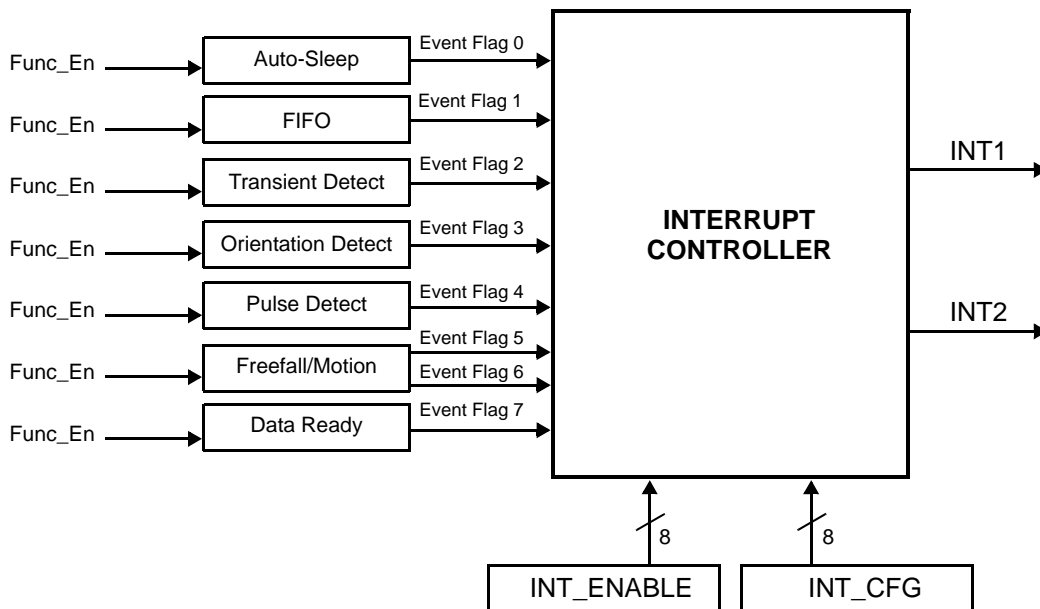 Func_En
Auto-Sleep
Event Flag 0
Func_En
FIFO
Event Flag 1
Func_En
Transient Detect
Event Flag 2
Func_En
Orientation Detect
Event Flag 3
Func_En
Pulse Detect
Event Flag 4
Func_En
Freefall/Motion
Event Flag 5
Event Flag 6
Func_En
Data Ready
Event Flag 7
INTERRUPT
CONTROLLER
INT1
INT2
8
8
INT_ENABLE
INT_CFG